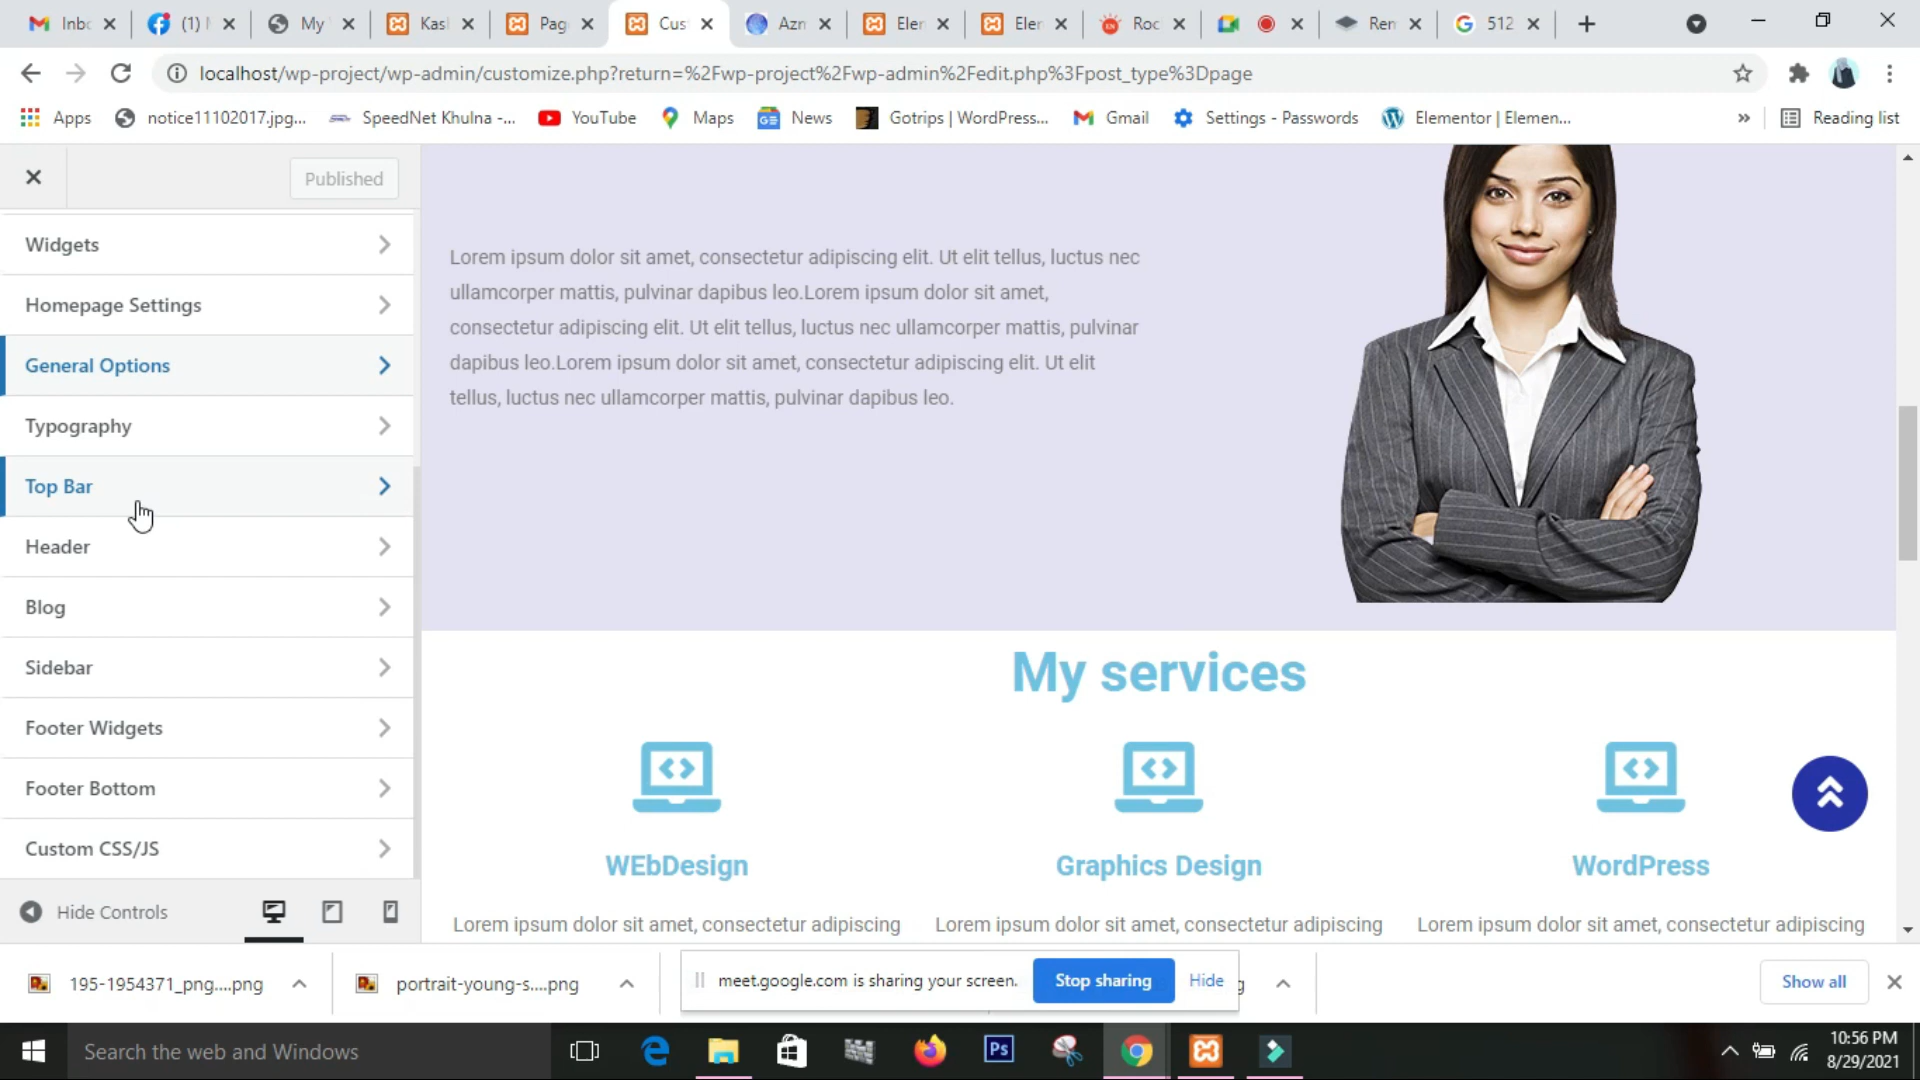 Inb
(1)
My
Kas
Pag
Cus
Azn
Eler
Eler
Roc
Ren
512
localhost/wp-project/wp-admin/customize.php?return=%2Fwp-project%2Fwp-admin%2Fedit.php%3Fpost_type%3Dpage
Apps
notice11102017.jpg...
SpeedNet Khulna -...
YouTube
Maps
News
Gotrips | WordPress...
Gmail
Settings - Passwords
Elementor | Elemen...
»
Reading list
Published
Widgets
Homepage Settings
General Options
Typography
Top Bar
Header
Blog
Sidebar
Footer Widgets
Footer Bottom
Custom CSS/JS
Hide Controls
Lorem ipsum dolor sit amet, consectetur adipiscing elit. Ut elit tellus, luctus nec
ullamcorper mattis, pulvinar dapibus leo.Lorem ipsum dolor sit amet,
consectetur adipiscing elit. Ut elit tellus, luctus nec ullamcorper mattis, pulvinar
dapibus leo.Lorem ipsum dolor sit amet, consectetur adipiscing elit. Ut elit
tellus, luctus nec ullamcorper mattis, pulvinar dapibus leo.
My services
WEbDesign
Graphics Design
WordPress
Lorem ipsum dolor sit amet, consectetur adipiscing
Lorem ipsum dolor sit amet, consectetur adipiscing
Lorem ipsum dolor sit amet, consectetur adipiscing
195-1954371_png....png
portrait-young-s....png
meet.google.com is sharing your screen.
Stop sharing
Hide
Show all
Search the web and Windows
Ps
10:56 PM
8/29/2021